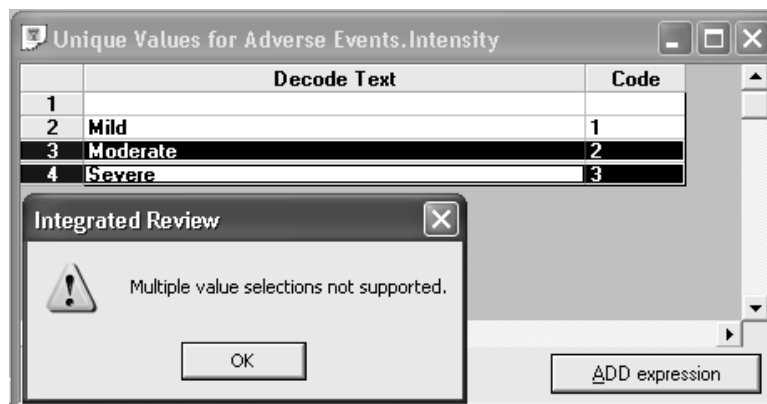 Unique Values for Adverse Events.Intensity
Decode Text Code
1
2 Mild 1
3 Moderate 2
4 Severe 3
Integrated Review
Multiple value selections not supported.
OK
ADD expression